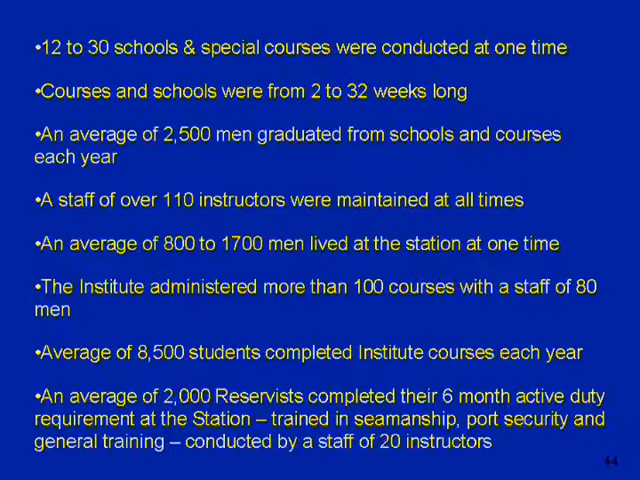 •12 to 30 schools & special courses were conducted at one time
•Courses and schools were from 2 to 32 weeks long
•An average of 2,500 men graduated from schools and courses
each year
•A staff of over 110 instructors were maintained at all times
•An average of 800 to 1700 men lived at the station at one time
•The Institute administered more than 100 courses with a staff of 80
men
•Average of 8,500 students completed Institute courses each year
•An average of 2,000 Reservists completed their 6 month active duty
requirement at the Station – trained in seamanship, port security and
general training – conducted by a staff of 20 instructors
44